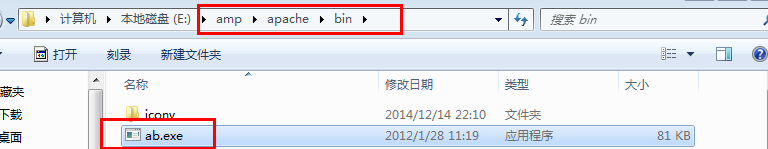 计算机 本地磁盘 (E:) amp apache bin 搜索 bin
打开 刻录 新建文件夹
名称 修改日期 类型 大小
藏夹
iconv 2014/12/14 22:10 文件夹
下载
ab.exe 2012/1/28 11:19 应用程序 81 KB
桌面